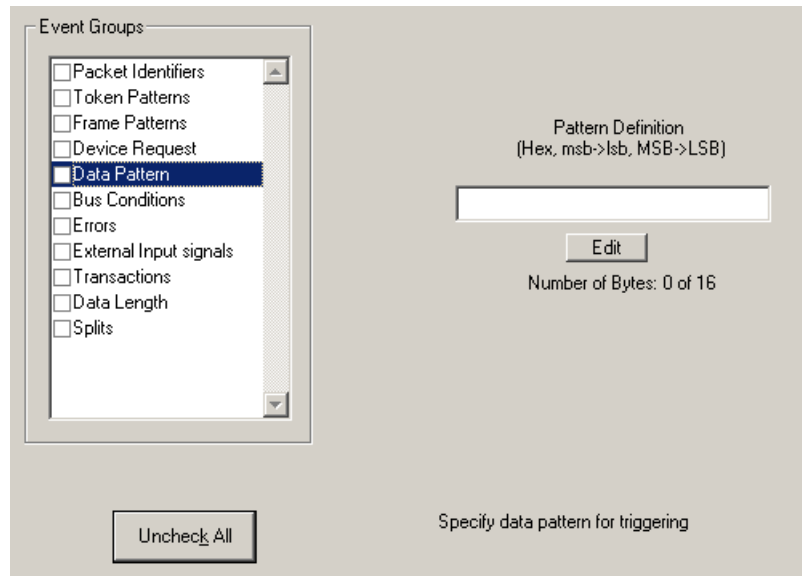 Event Groups
Packet Identifiers
Token Patterns
Frame Patterns
Device Request
Data Pattern
Bus Conditions
Errors
External Input signals
Transactions
Data Length
Splits
Uncheck All
Pattern Definition
(Hex, msb->lsb, MSB->LSB)
Edit
Number of Bytes: 0 of 16
Specify data pattern for triggering